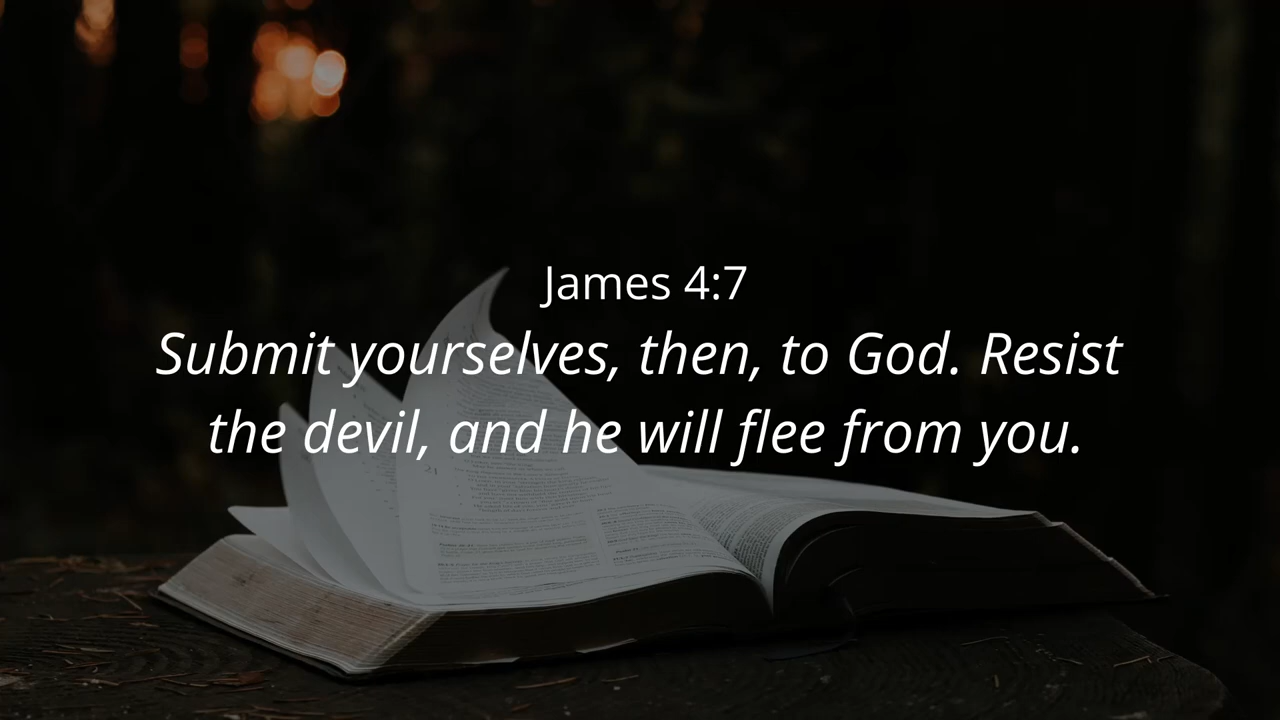 James 4:7
Submit yourselves, then, to God. Resist
the devil, and he will flee from you.